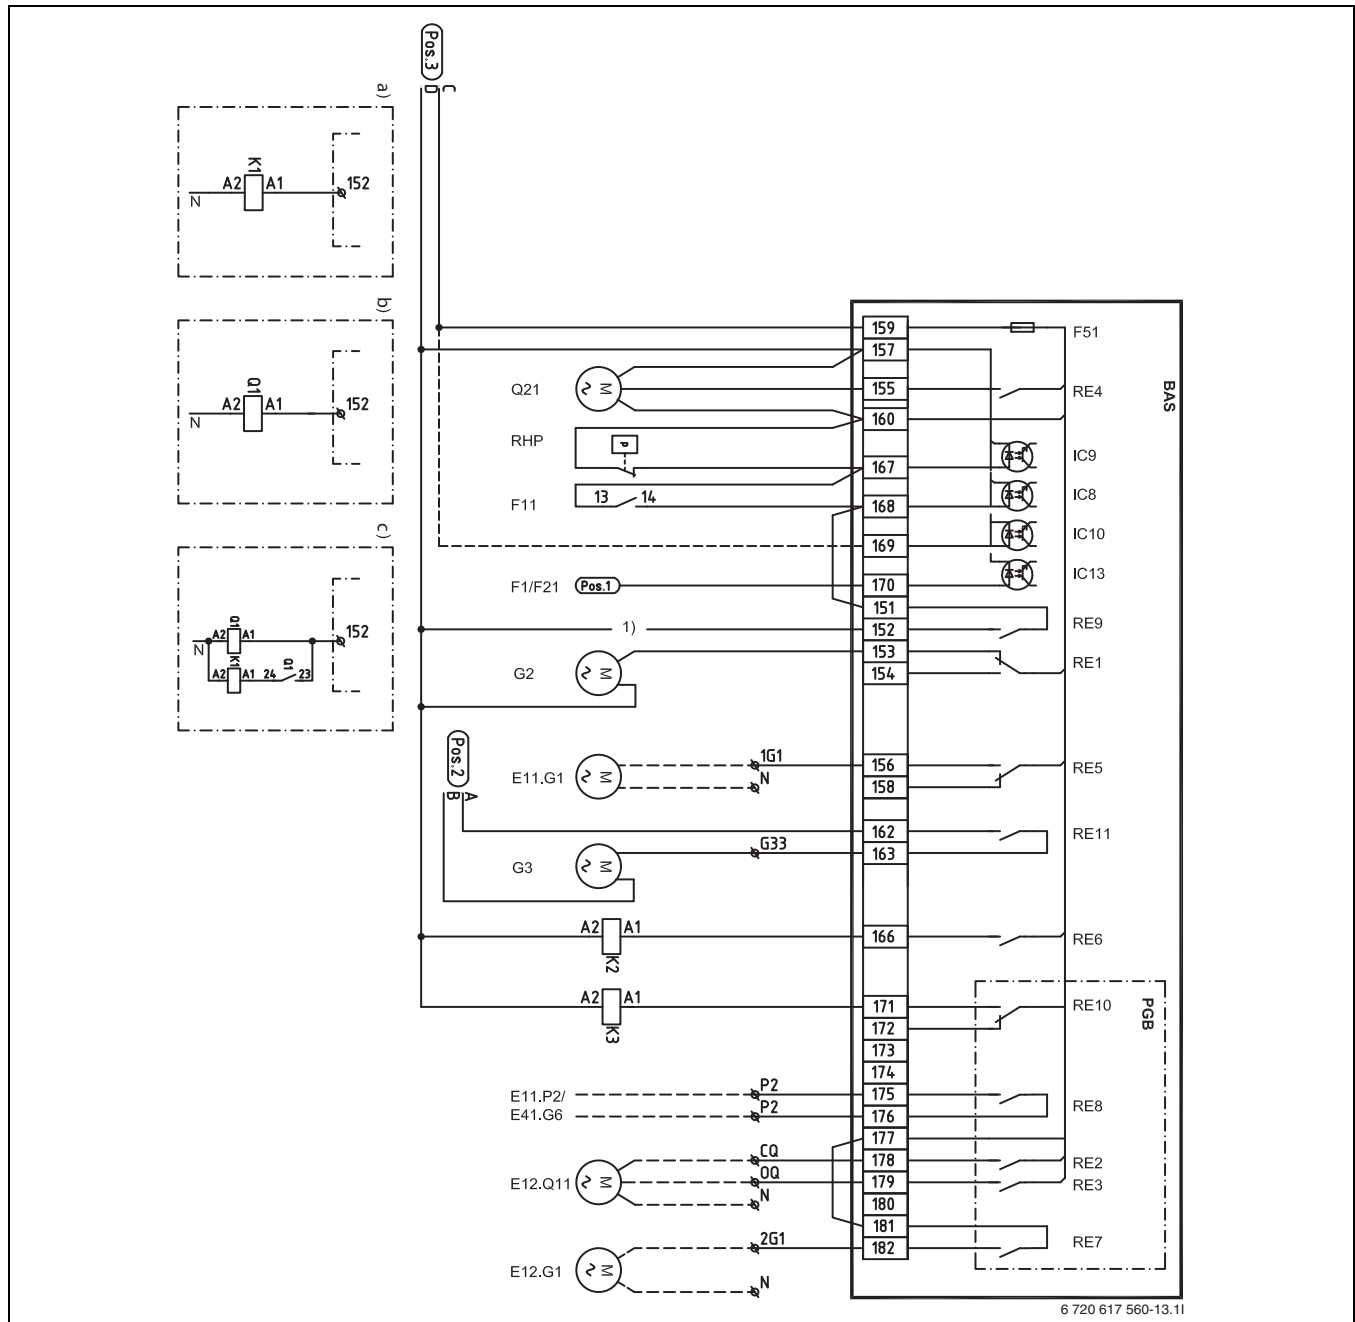 Pos.3
D C
a)
K1
A2 A1
152
N
b)
Q1
A2 A1
152
N
c)
Q1
A2 A1
152
N
K1
A2 A1 24 Q1 23
BAS
159 F51
157
Q21 M 155 RE4
160
RHP P 167 IC9
F11 13 14 168 IC8
169 IC10
F1/F21 Pos.1 170 IC13
151
1) 152 RE9
153
G2 M 154 RE1
Pos.2
B A
E11.G1 M 1G1 156 RE5
N 158
162 RE11
G3 M G33 163
A2 A1 166 RE6
K2
PGB
A2 A1 171 RE10
K3
172
173
174
E11.P2/ P2 175
E41.G6 P2 176 RE8
177
CQ 178 RE2
E12.Q11 M OQ 179 RE3
N 180
181
2G1 182 RE7
E12.G1 M
N
6 720 617 560-13.1I